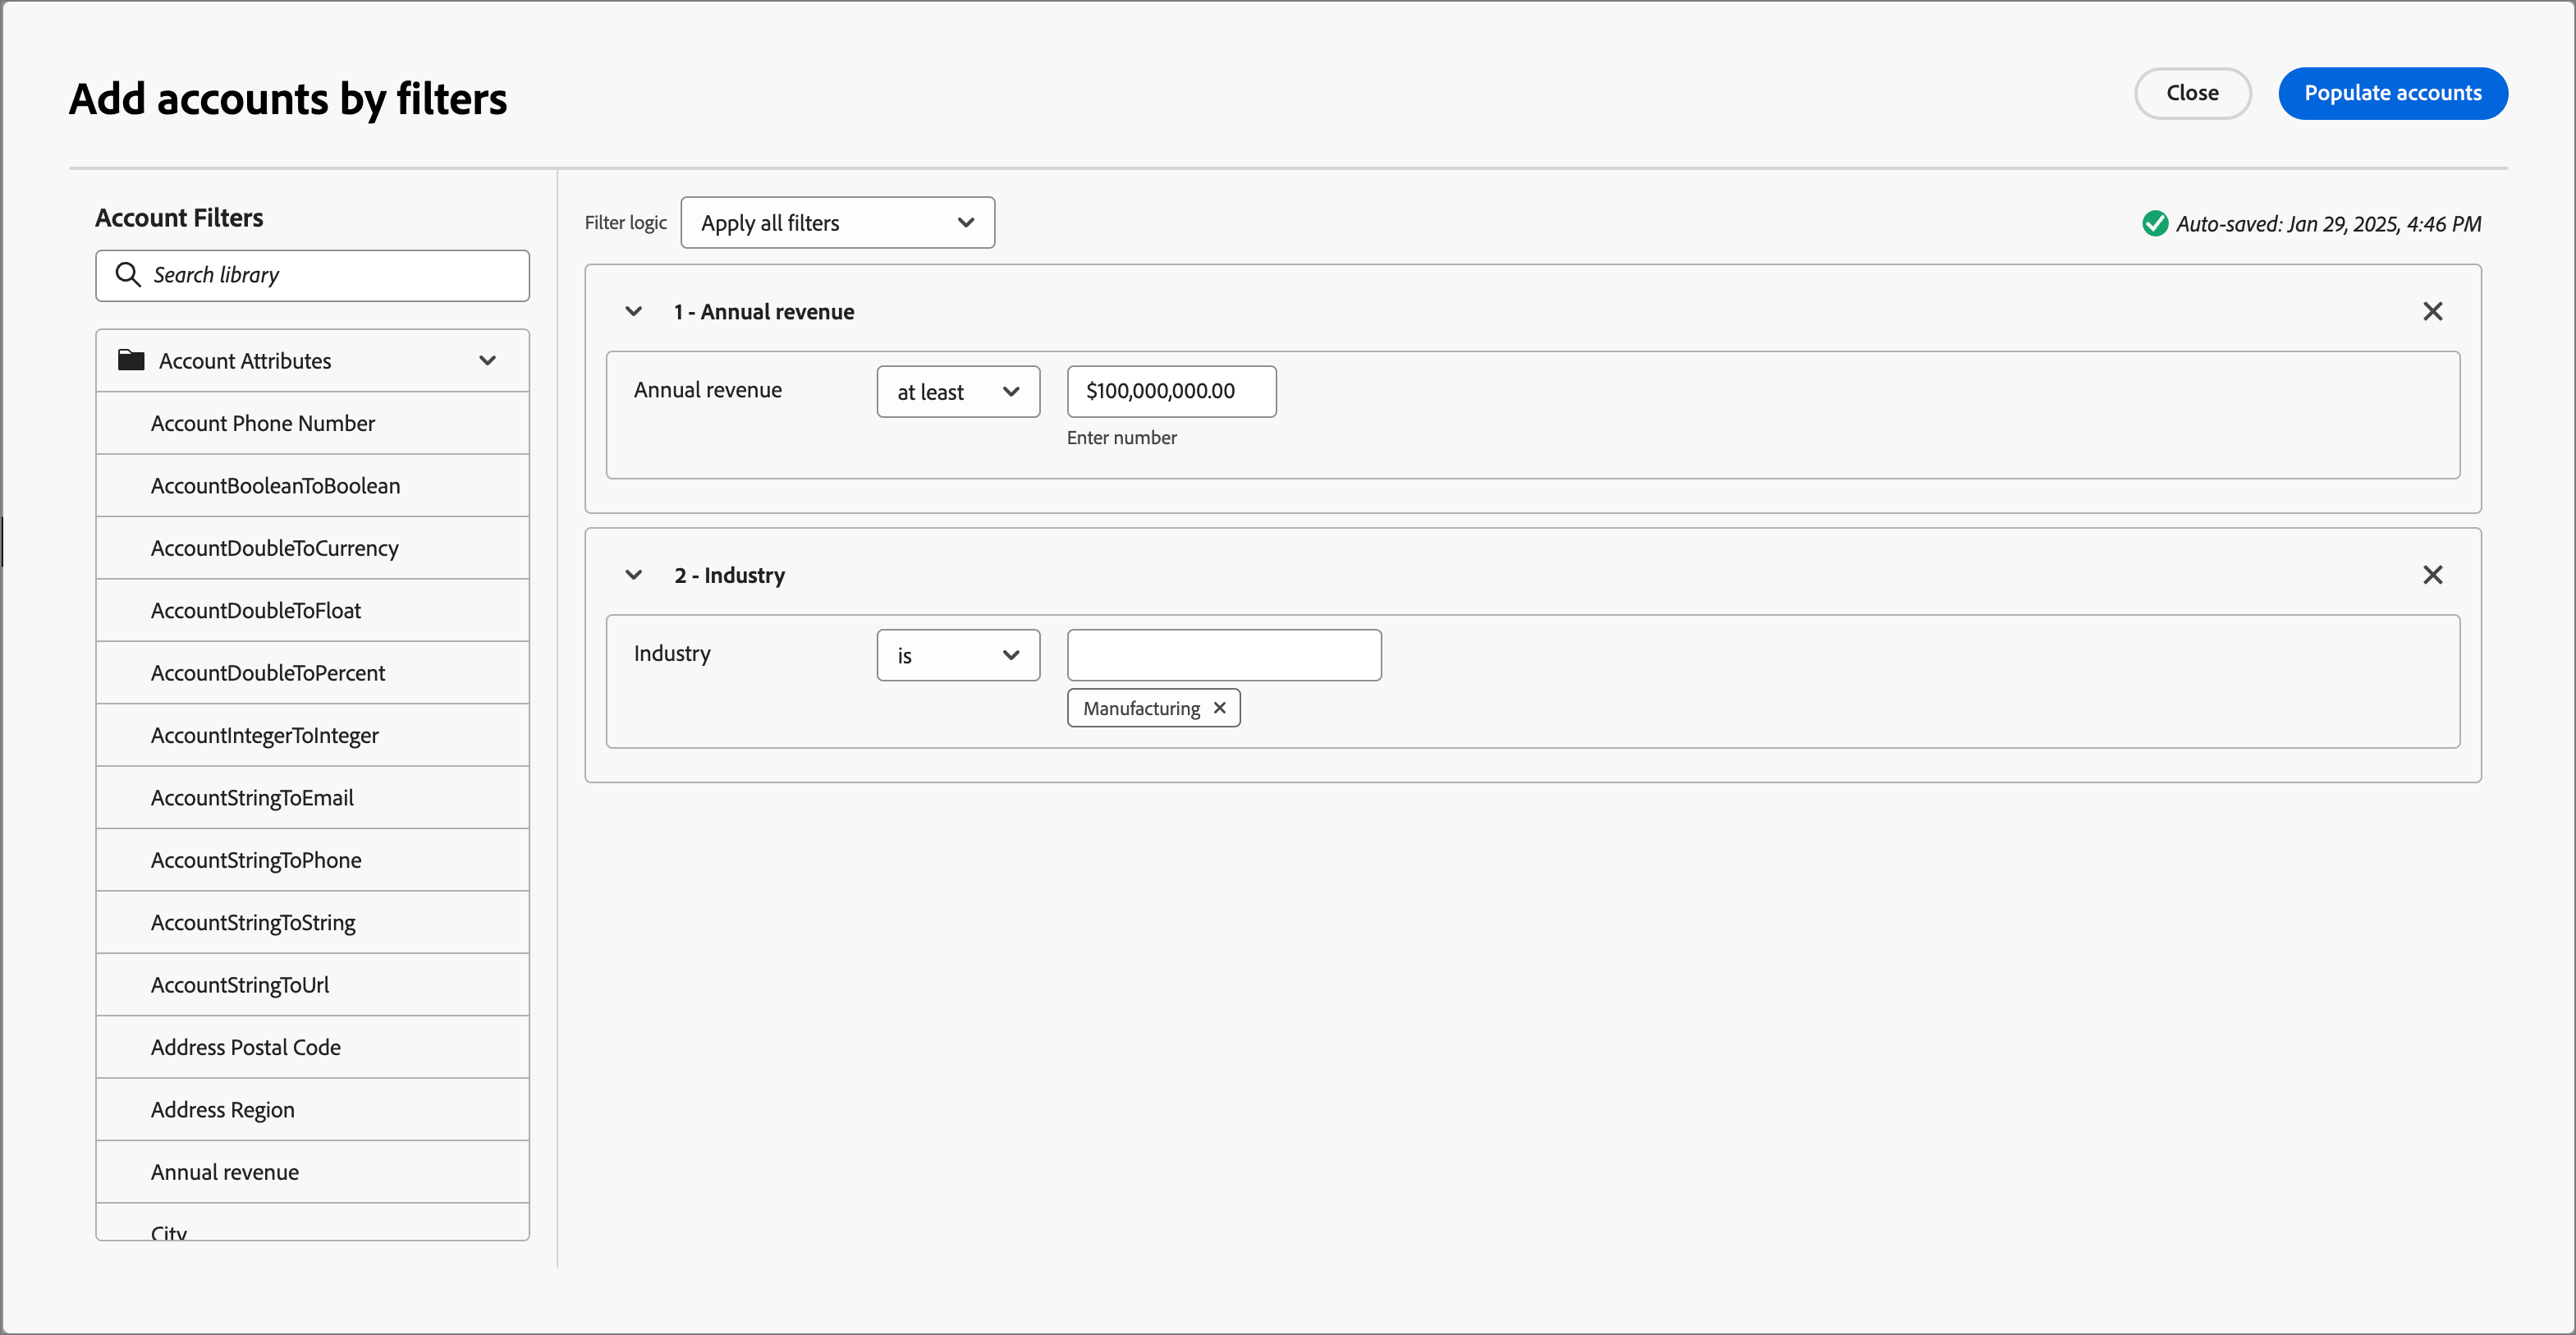 Add accounts by filters
Close
Populate accounts
Account Filters
Search library
Account Attributes
Account Phone Number
AccountBooleanToBoolean
AccountDoubleToCurrency
AccountDoubleToFloat
AccountDoubleToPercent
AccountIntegerToInteger
AccountStringToEmail
AccountStringToPhone
AccountStringToString
AccountStringToUrl
Address Postal Code
Address Region
Annual revenue
City
Filter logic
Apply all filters
Auto-saved: Jan 29, 2025, 4:46 PM
1 - Annual revenue
Annual revenue
at least
$100,000,000.00
Enter number
2 - Industry
Industry
is
Manufacturing